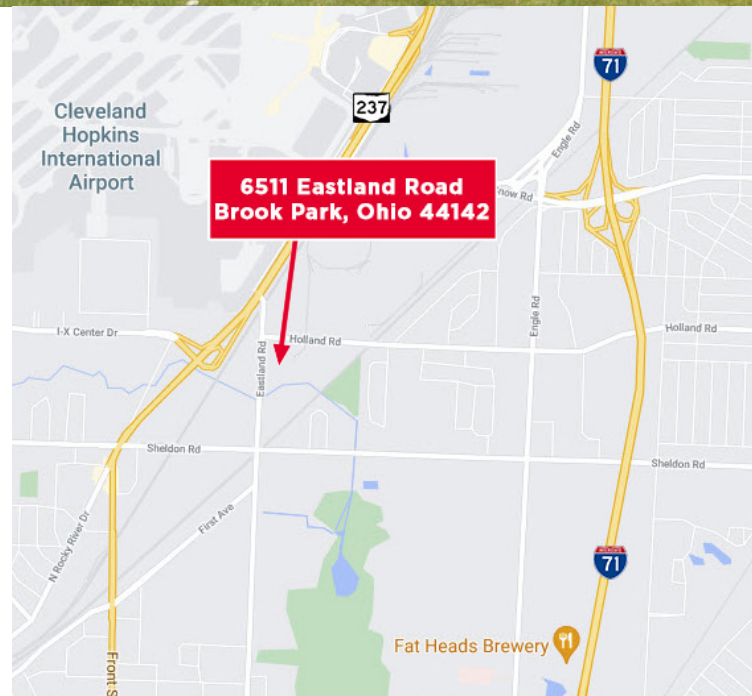 71
237
Cleveland
Hopkins
International
Airport
Engle Rd
6511 Eastland Road
Brook Park, Ohio 44142
now Rd
Engle Rd
I-X Center Dr
Holland Rd
Holland Rd
Eastland Rd
Sheldon Rd
Sheldon Rd
First Ave
N Rocky River Dr
71
Fat Heads Brewery
Front S